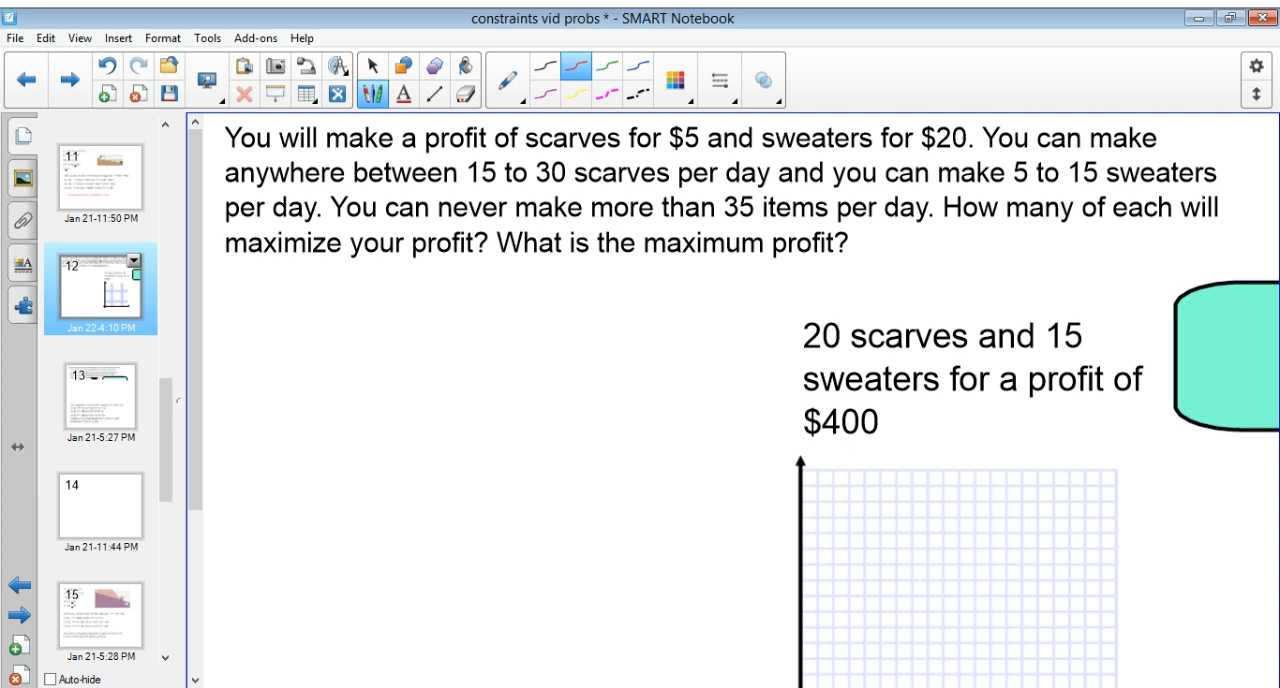 constraints vid probs * - SMART Notebook
File Edit View Insert Format Tools Add-ons Help
You will make a profit of scarves for $5 and sweaters for $20. You can make
anywhere between 15 to 30 scarves per day and you can make 5 to 15 sweaters
per day. You can never make more than 35 items per day. How many of each will
maximize your profit? What is the maximum profit?
20 scarves and 15
sweaters for a profit of
$400
11
Jan 21-11:50 PM
12
Jan 22-4:10 PM
13
Jan 21-5:27 PM
14
Jan 21-11:44 PM
15
Jan 21-5:28 PM
Auto-hide